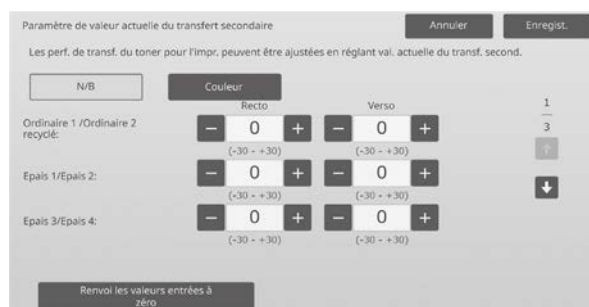 Paramètre de valeur actuelle du transfert secondaire
Annuler
Enregist.
Les perf. de transf. du toner pour l'impr. peuvent être ajustées en réglant val. actuelle du transf. second.
N/B
Couleur
Recto
Verso
1
3
Ordinaire 1 /Ordinaire 2
recyclé:
− 0 +
− 0 +
(-30 - +30)
(-30 - +30)
Epais 1/Epais 2:
− 0 +
− 0 +
(-30 - +30)
(-30 - +30)
Epais 3/Epais 4:
− 0 +
− 0 +
(-30 - +30)
(-30 - +30)
Renvoi les valeurs entrées à
zéro